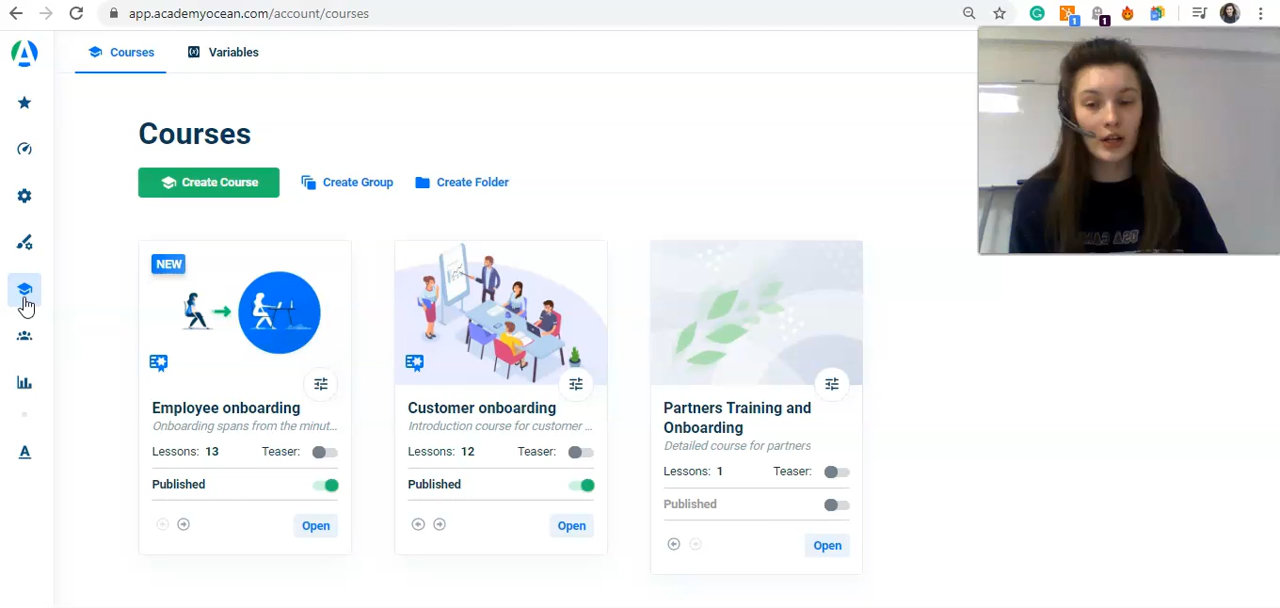 app.academyocean.com/account/courses
1
1
Courses
Variables
Courses
Create Course
Create Group
Create Folder
NEW
Employee onboarding
Onboarding spans from the minut...
Lessons: 13 Teaser:
Published
Open
Customer onboarding
Introduction course for customer ...
Lessons: 12 Teaser:
Published
Open
Partners Training and
Onboarding
Detailed course for partners
Lessons: 1 Teaser:
Published
Open
A